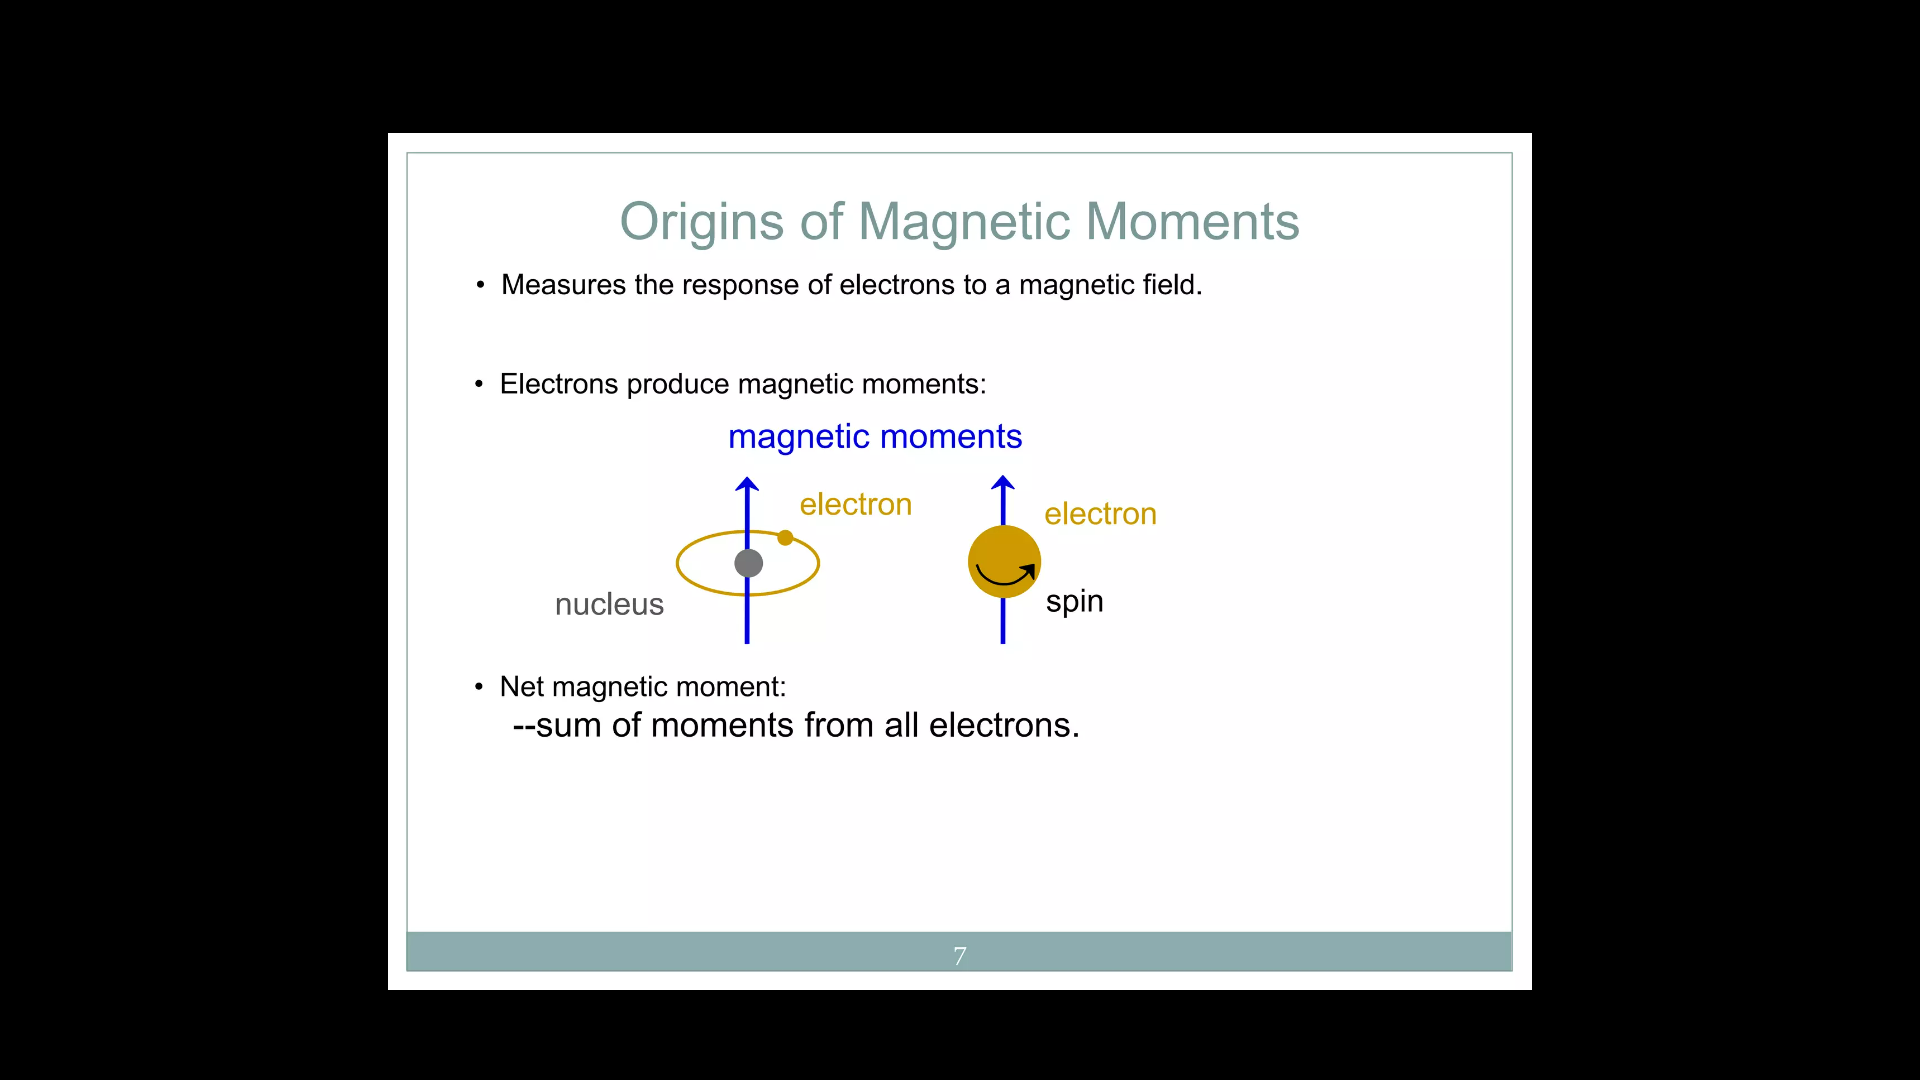 Origins of Magnetic Moments
• Measures the response of electrons to a magnetic field.
• Electrons produce magnetic moments:
magnetic moments
electron
electron
nucleus
spin
• Net magnetic moment:
--sum of moments from all electrons.
7